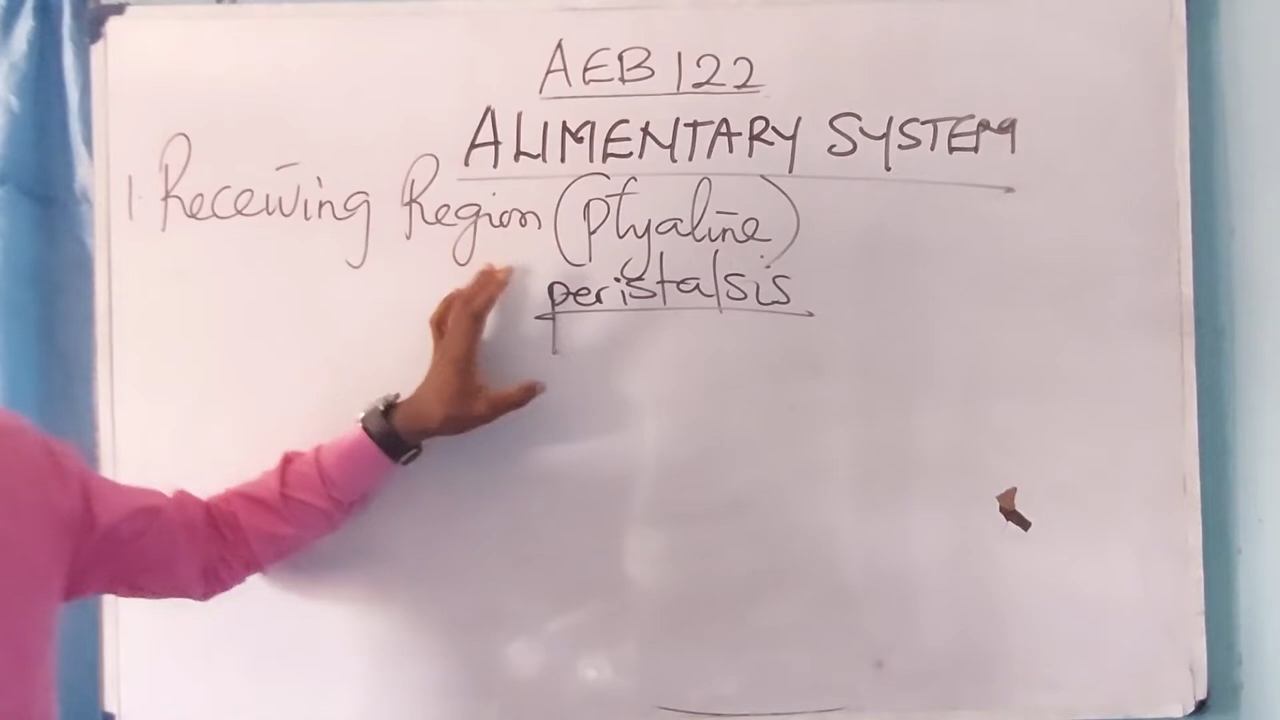 AEB 122
ALIMENTARY SYSTEM
1. Receiving Region (ptyaline)
peristalsis